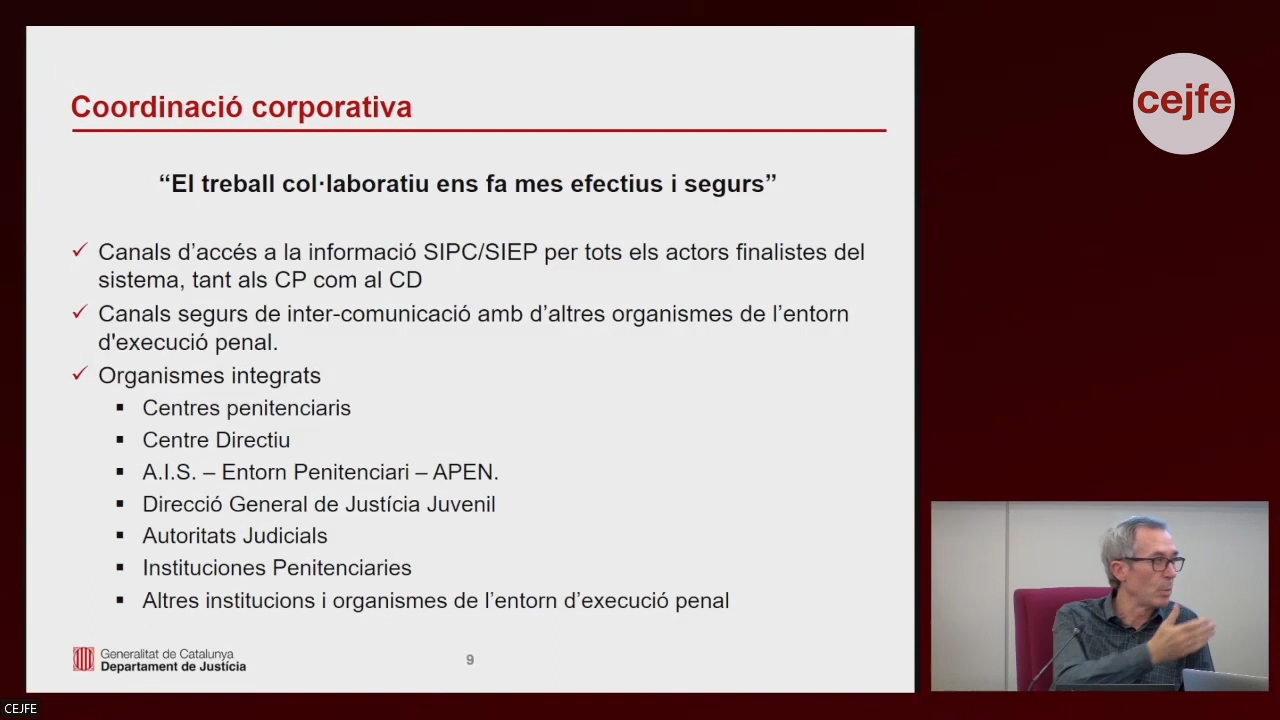 Coordinació corporativa
“El treball col·laboratiu ens fa mes efectius i segurs”
✓ Canals d’accés a la informació SIPC/SIEP per tots els actors finalistes del
sistema, tant als CP com al CD
✓ Canals segurs de inter-comunicació amb d’altres organismes de l’entorn
d'execució penal.
✓ Organismes integrats
▪ Centres penitenciaris
▪ Centre Directiu
▪ A.I.S. – Entorn Penitenciari – APEN.
▪ Direcció General de Justícia Juvenil
▪ Autoritats Judicials
▪ Instituciones Penitenciaries
▪ Altres institucions i organismes de l’entorn d’execució penal
Generalitat de Catalunya
Departament de Justícia
9
cejfe
CEJFE